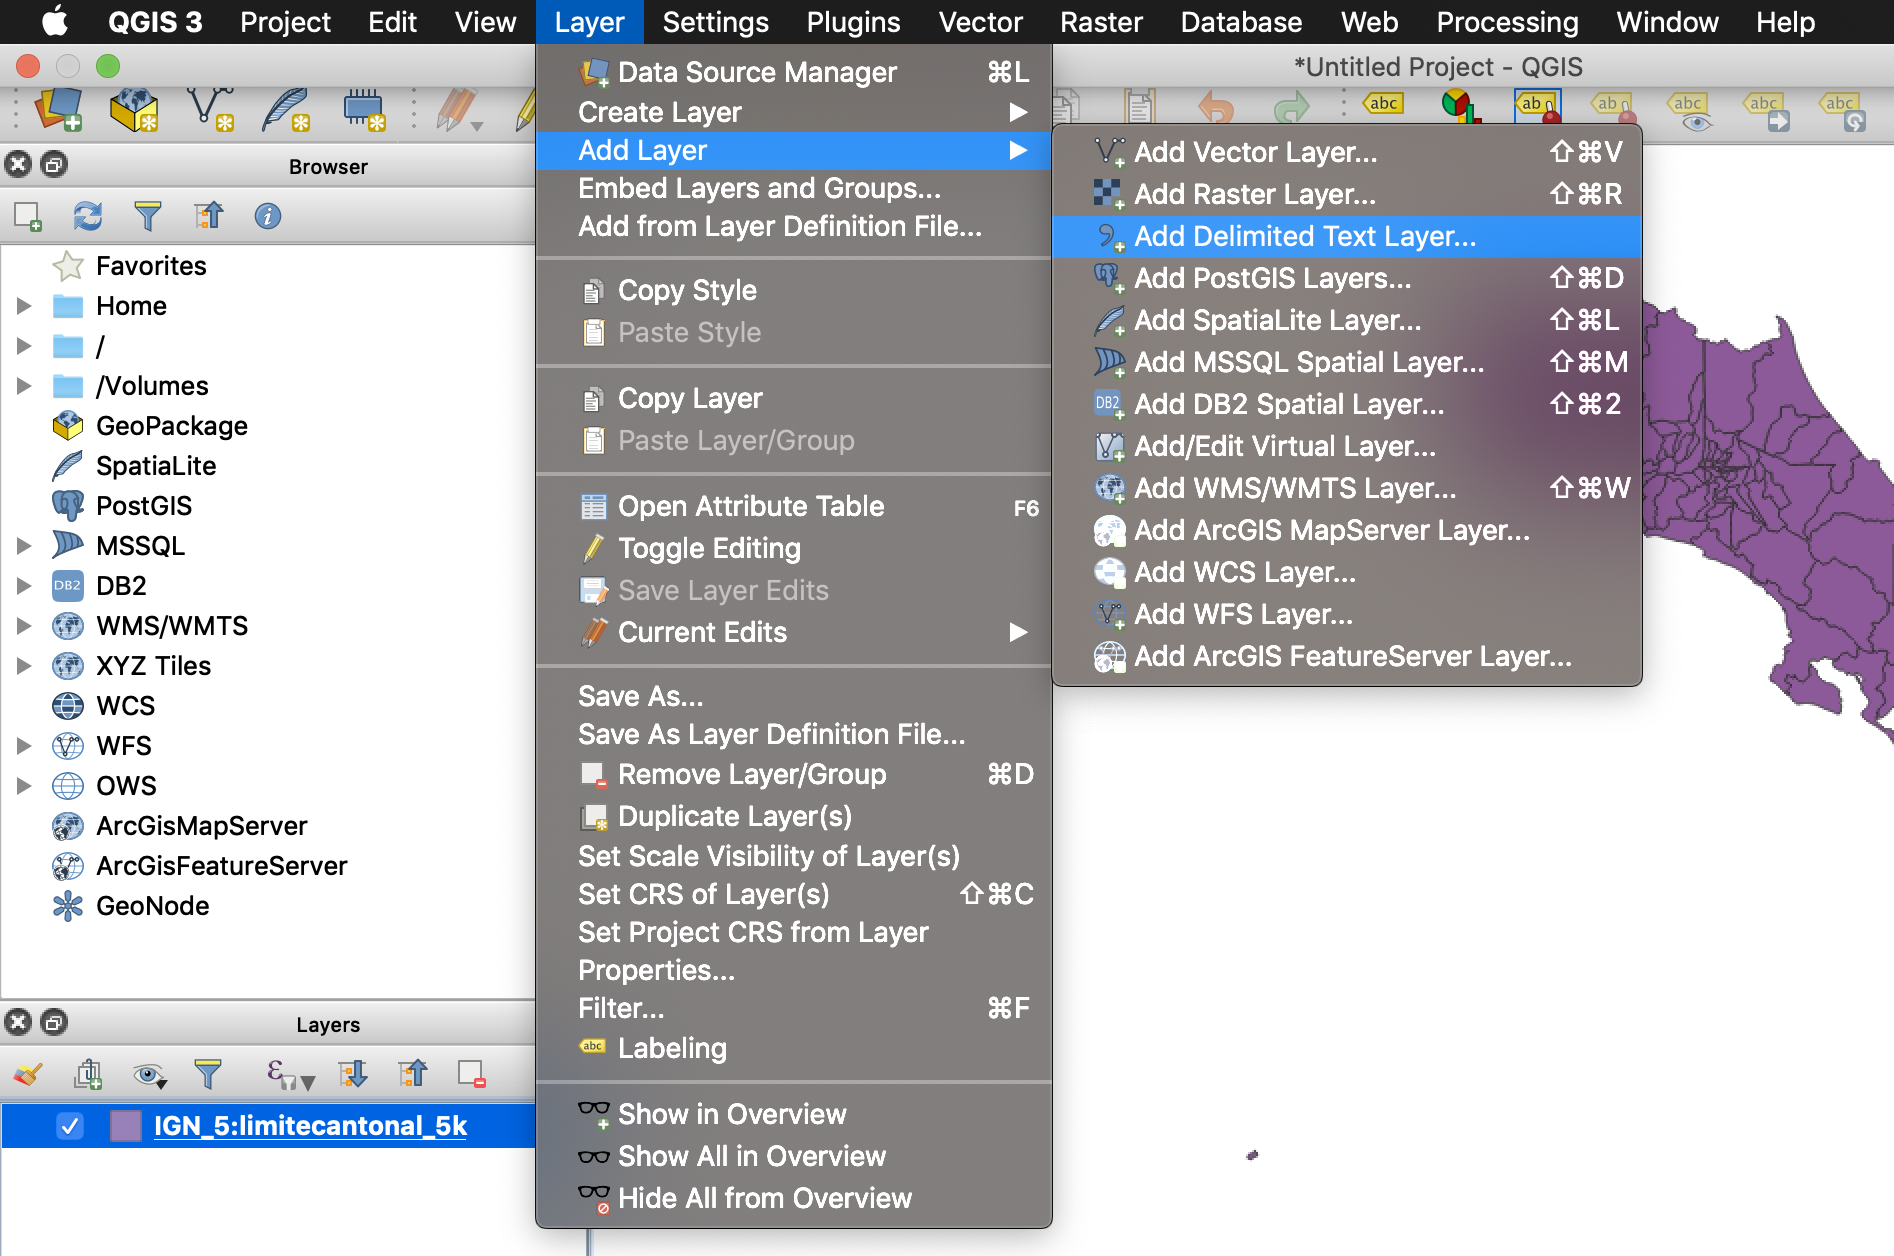 QGIS 3 Project Edit View Layer Settings Plugins Vector Raster Database Web Processing Window Help
*Untitled Project - QGIS
abc ab abc abc abc
Browser
Favorites
Home
/
/Volumes
GeoPackage
SpatiaLite
PostGIS
MSSQL
DB2 DB2
WMS/WMTS
XYZ Tiles
WCS
WFS
OWS
ArcGisMapServer
ArcGisFeatureServer
GeoNode
Layers
IGN_5:limitecantonal_5k
Data Source Manager ⌘L
Create Layer ▶
Add Layer ▶
Embed Layers and Groups...
Add from Layer Definition File...
Copy Style
Paste Style
Copy Layer
Paste Layer/Group
Open Attribute Table F6
Toggle Editing
Save Layer Edits
Current Edits ▶
Save As...
Save As Layer Definition File...
Remove Layer/Group ⌘D
Duplicate Layer(s)
Set Scale Visibility of Layer(s)
Set CRS of Layer(s) ⇧⌘C
Set Project CRS from Layer
Properties...
Filter... ⌘F
abc Labeling
Show in Overview
Show All in Overview
Hide All from Overview
Add Vector Layer... ⇧⌘V
Add Raster Layer... ⇧⌘R
Add Delimited Text Layer...
Add PostGIS Layers... ⇧⌘D
Add SpatiaLite Layer... ⇧⌘L
Add MSSQL Spatial Layer... ⇧⌘M
DB2 Add DB2 Spatial Layer... ⇧⌘2
Add/Edit Virtual Layer...
Add WMS/WMTS Layer... ⇧⌘W
Add ArcGIS MapServer Layer...
Add WCS Layer...
Add WFS Layer...
Add ArcGIS FeatureServer Layer...